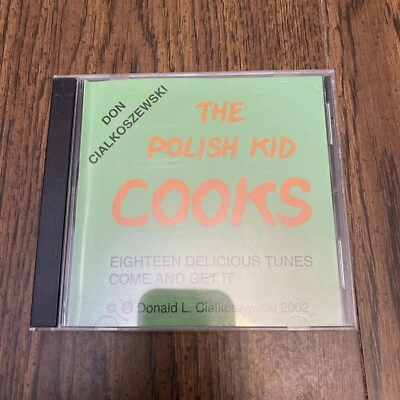 DON
CIALKOSZEWSKI
THE
POLISH KID
COOKS
EIGHTEEN DELICIOUS TUNES
COME AND GET IT
© ℗ Donald L. Cialkoszewski 2002